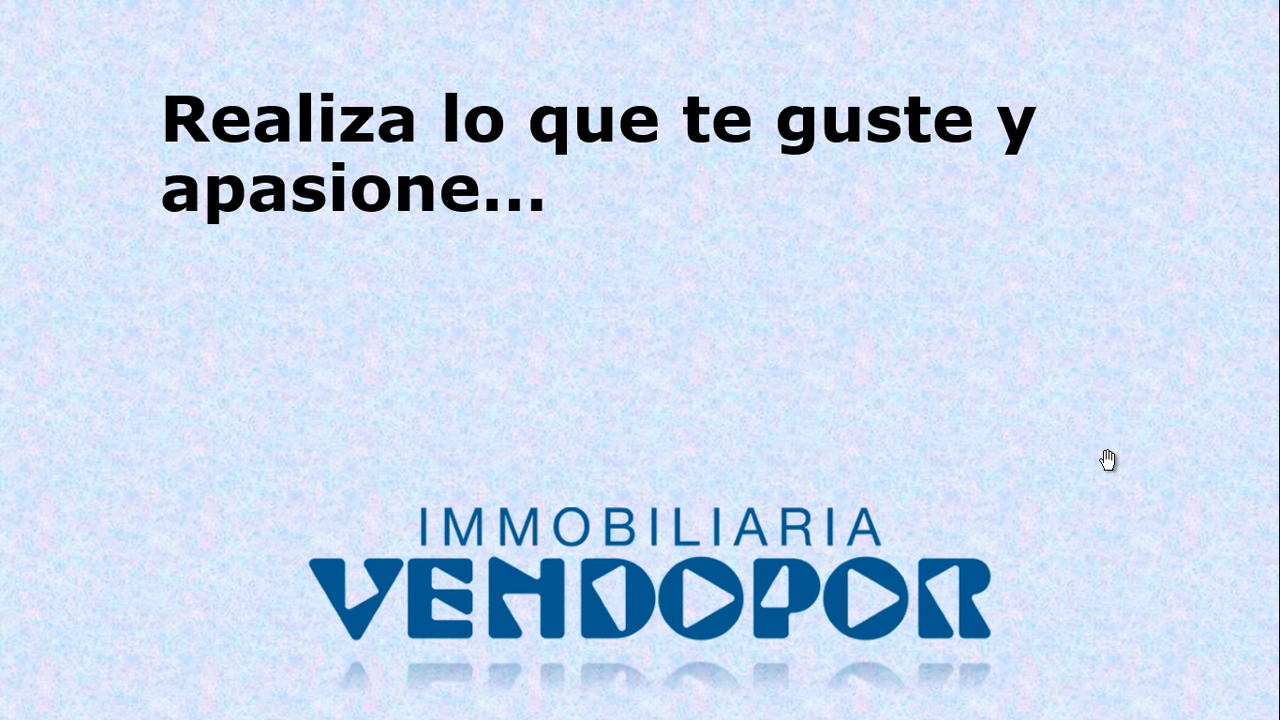 Realiza lo que te guste y
apasione...
IMMOBILIARIA
VENDOPOR